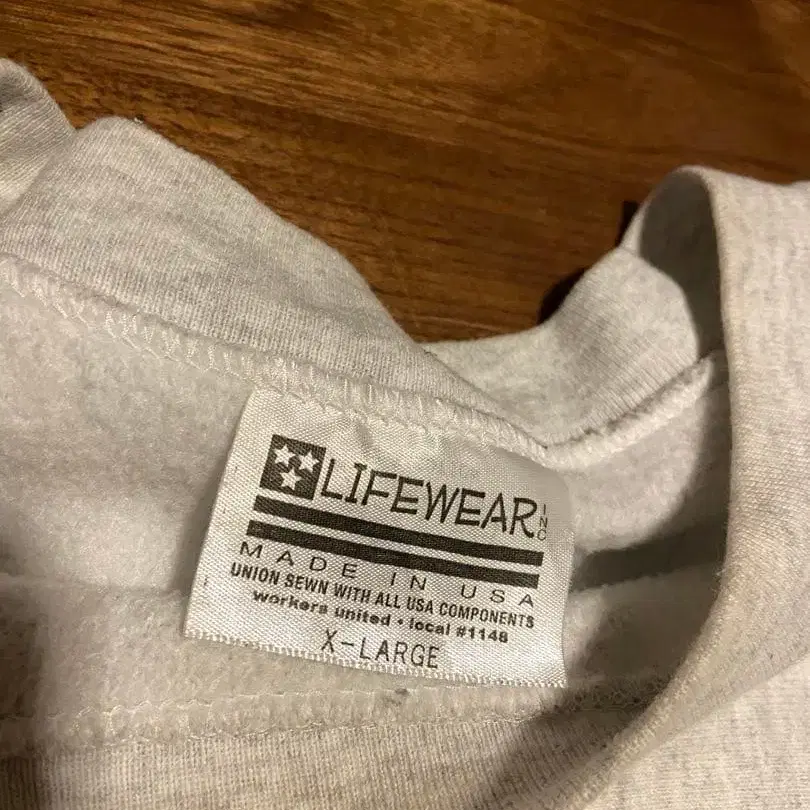 LIFEWEAR INC
MADE IN USA
UNION SEWN WITH ALL USA COMPONENTS
workers united • local #1148
X-LARGE